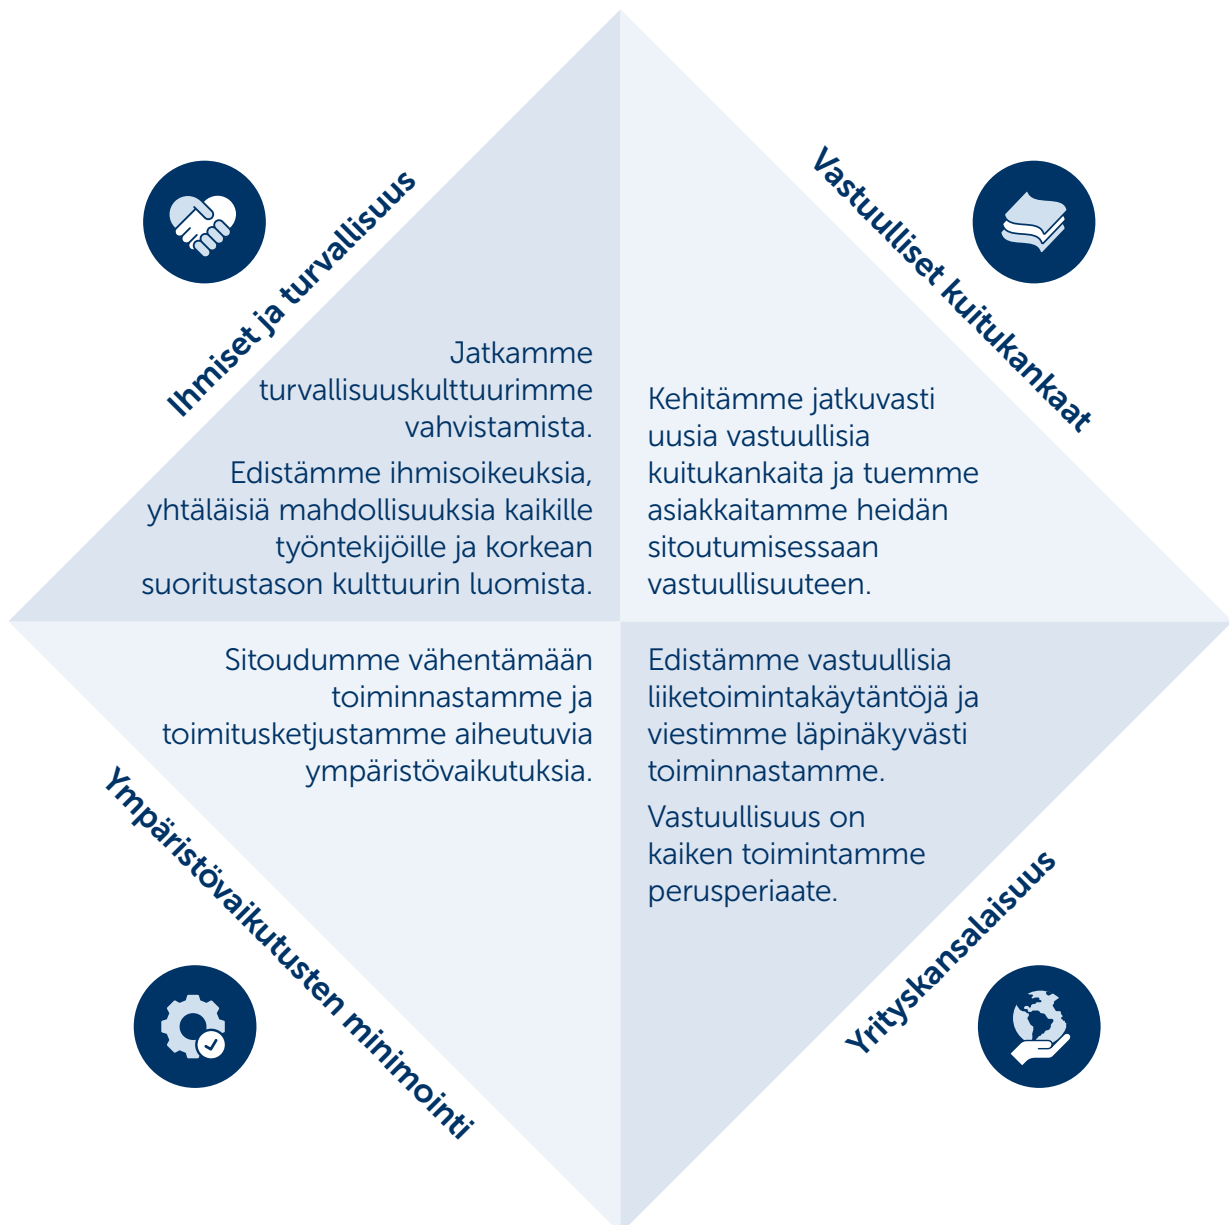 Ihmiset ja turvallisuus
Jatkamme
turvallisuuskulttuurimme
vahvistamista.
Edistämme ihmisoikeuksia,
yhtäläisiä mahdollisuuksia kaikille
työntekijöille ja korkean
suoritustason kulttuurin luomista.
Vastuulliset kuitukankaat
Kehitämme jatkuvasti
uusia vastuullisia
kuitukankaita ja tuemme
asiakkaitamme heidän
sitoutumisessaan
vastuullisuuteen.
Ympäristövaikutusten minimointi
Sitoudumme vähentämään
toiminnastamme ja
toimitusketjustamme aiheutuvia
ympäristövaikutuksia.
Edistämme vastuullisia
liiketoimintakäytäntöjä ja
viestimme läpinäkyvästi
toiminnastamme.
Vastuullisuus on
kaiken toimintamme
perusperiaate.
Yrityskansalaisuus